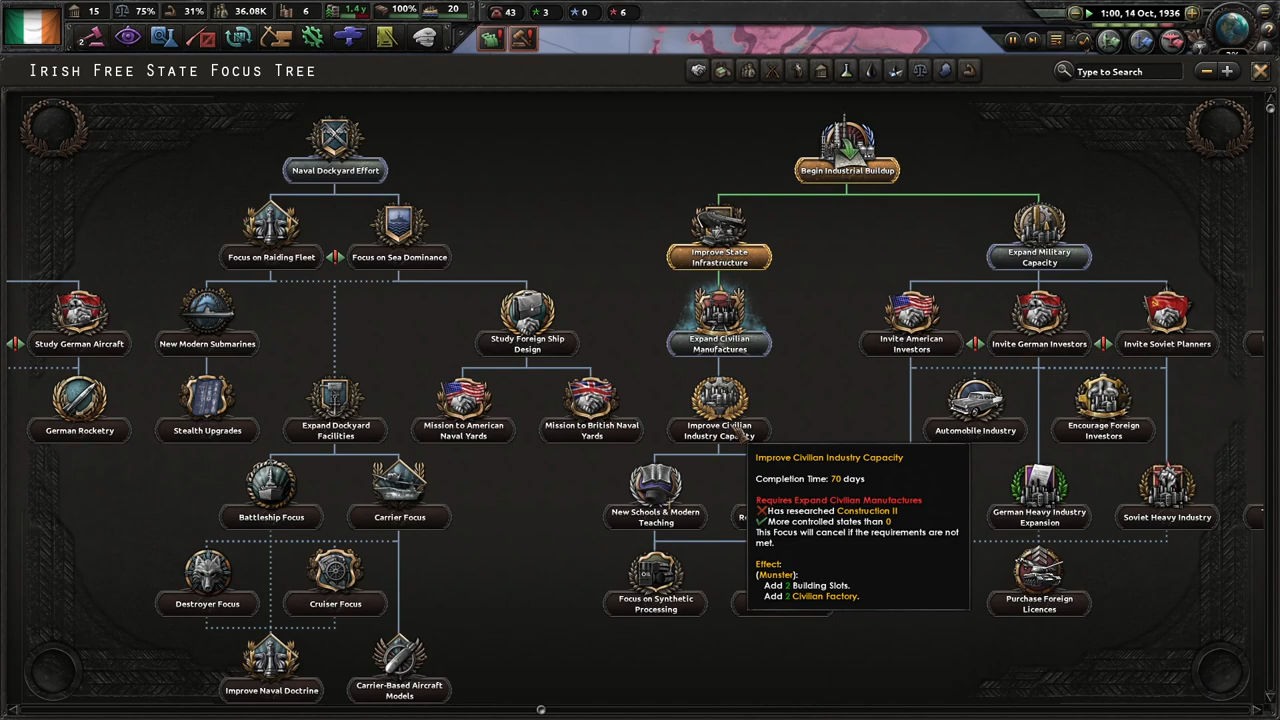 15 75% 31% 36.08K 6 1.4y 100% 20 43 3 0 6 1:00, 14 Oct, 1936
2
Irish Free State Focus Tree
Type to Search
Naval Dockyard Effort
Begin Industrial Buildup
Focus on Raiding Fleet
Focus on Sea Dominance
Improve State
Infrastructure
Expand Military
Capacity
Study German Aircraft
New Modern Submarines
Study Foreign Ship
Design
Expand Civilian
Manufactures
Invite American
Investors
Invite German Investors
Invite Soviet Planners
German Rocketry
Stealth Upgrades
Expand Dockyard
Facilities
Mission to American
Naval Yards
Mission to British Naval
Yards
Improve Civilian
Industry Capacity
Automobile Industry
Encourage Foreign
Investors
Battleship Focus
Carrier Focus
New Schools & Modern
Teaching
German Heavy Industry
Expansion
Soviet Heavy Industry
Destroyer Focus
Cruiser Focus
Focus on Synthetic
Processing
Purchase Foreign
Licences
Improve Naval Doctrine
Carrier-Based Aircraft
Models
Improve Civilian Industry Capacity
Completion Time: 70 days
Requires Expand Civilian Manufactures
Has researched Construction II
More controlled states than 0
This Focus will cancel if the requirements are not
met.
Effect:
(Munster):
Add 2 Building Slots.
Add 2 Civilian Factory.